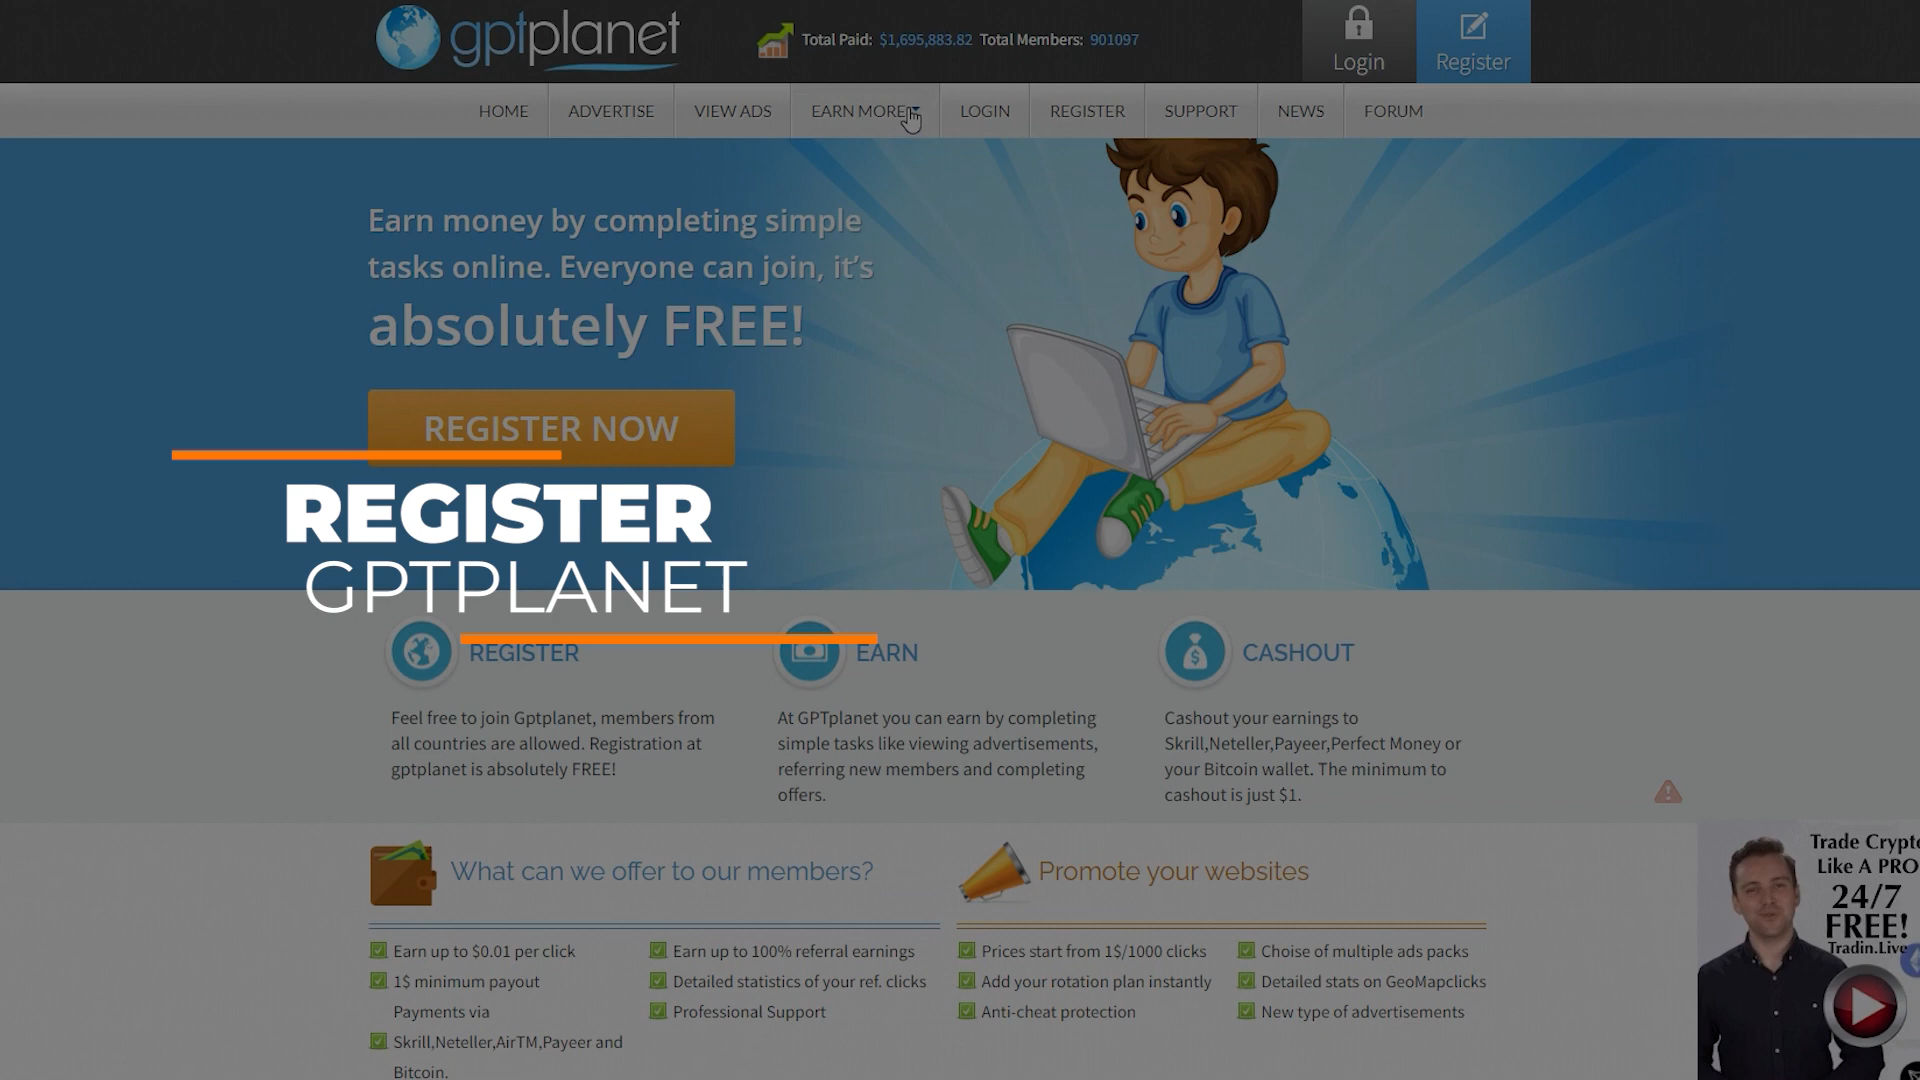 gptplanet
Total Paid: $1,695,883.82 Total Members: 901097
Login
Register
HOME
ADVERTISE
VIEW ADS
EARN MORE
LOGIN
REGISTER
SUPPORT
NEWS
FORUM
Earn money by completing simple
tasks online. Everyone can join, it's
absolutely FREE!
REGISTER NOW
REGISTER
GPTPLANET
REGISTER
Feel free to join Gptplanet, members from
all countries are allowed. Registration at
gptplanet is absolutely FREE!
EARN
At GPTplanet you can earn by completing
simple tasks like viewing advertisements,
referring new members and completing
offers.
CASHOUT
Cashout your earnings to
Skrill,Neteller,Payeer,Perfect Money or
your Bitcoin wallet. The minimum to
cashout is just $1.
What can we offer to our members?
Earn up to $0.01 per click
1$ minimum payout
Payments via
Skrill,Neteller,AirTM,Payeer and
Bitcoin.
Earn up to 100% referral earnings
Detailed statistics of your ref. clicks
Professional Support
Promote your websites
Prices start from 1$/1000 clicks
Add your rotation plan instantly
Anti-cheat protection
Choise of multiple ads packs
Detailed stats on GeoMapclicks
New type of advertisements
Trade Crypto
Like A PRO
24/7
FREE!
Tradin.Live